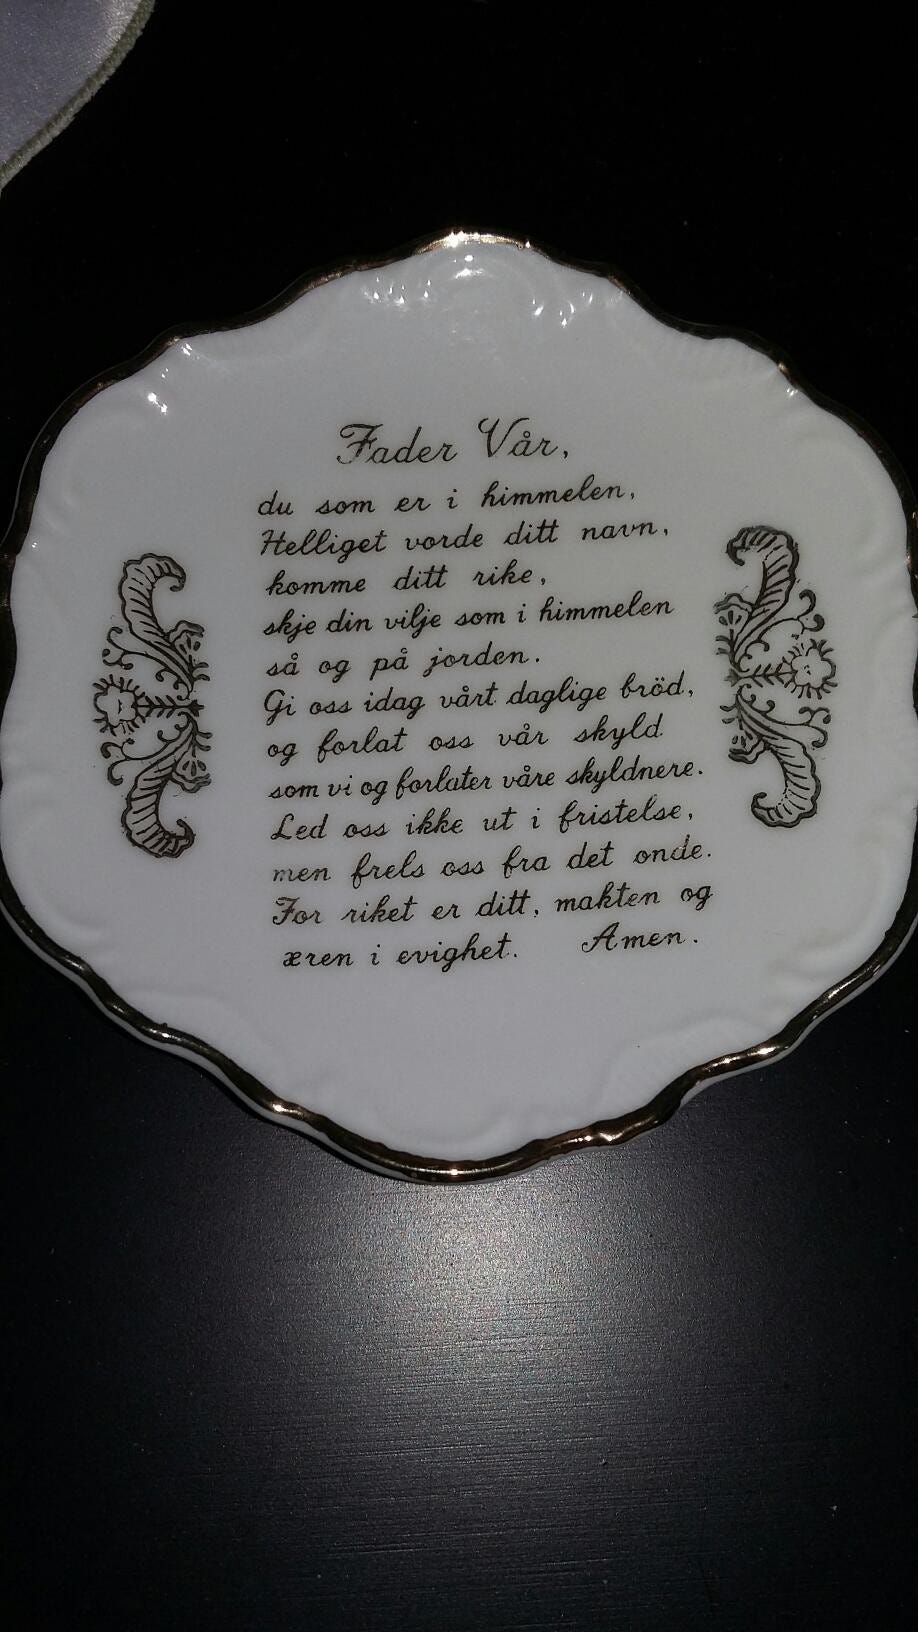 Fader Vår,
du som er i himmelen,
Helliget vorde ditt navn,
komme ditt rike,
skje din vilje som i himmelen
så og på jorden.
Gi oss idag vårt daglige bröd,
og forlat oss vår skyld
som vi og forlater våre skyldnere.
Led oss ikke ut i fristelse,
men frels oss fra det onde.
For riket er ditt, makten og
æren i evighet. Amen.